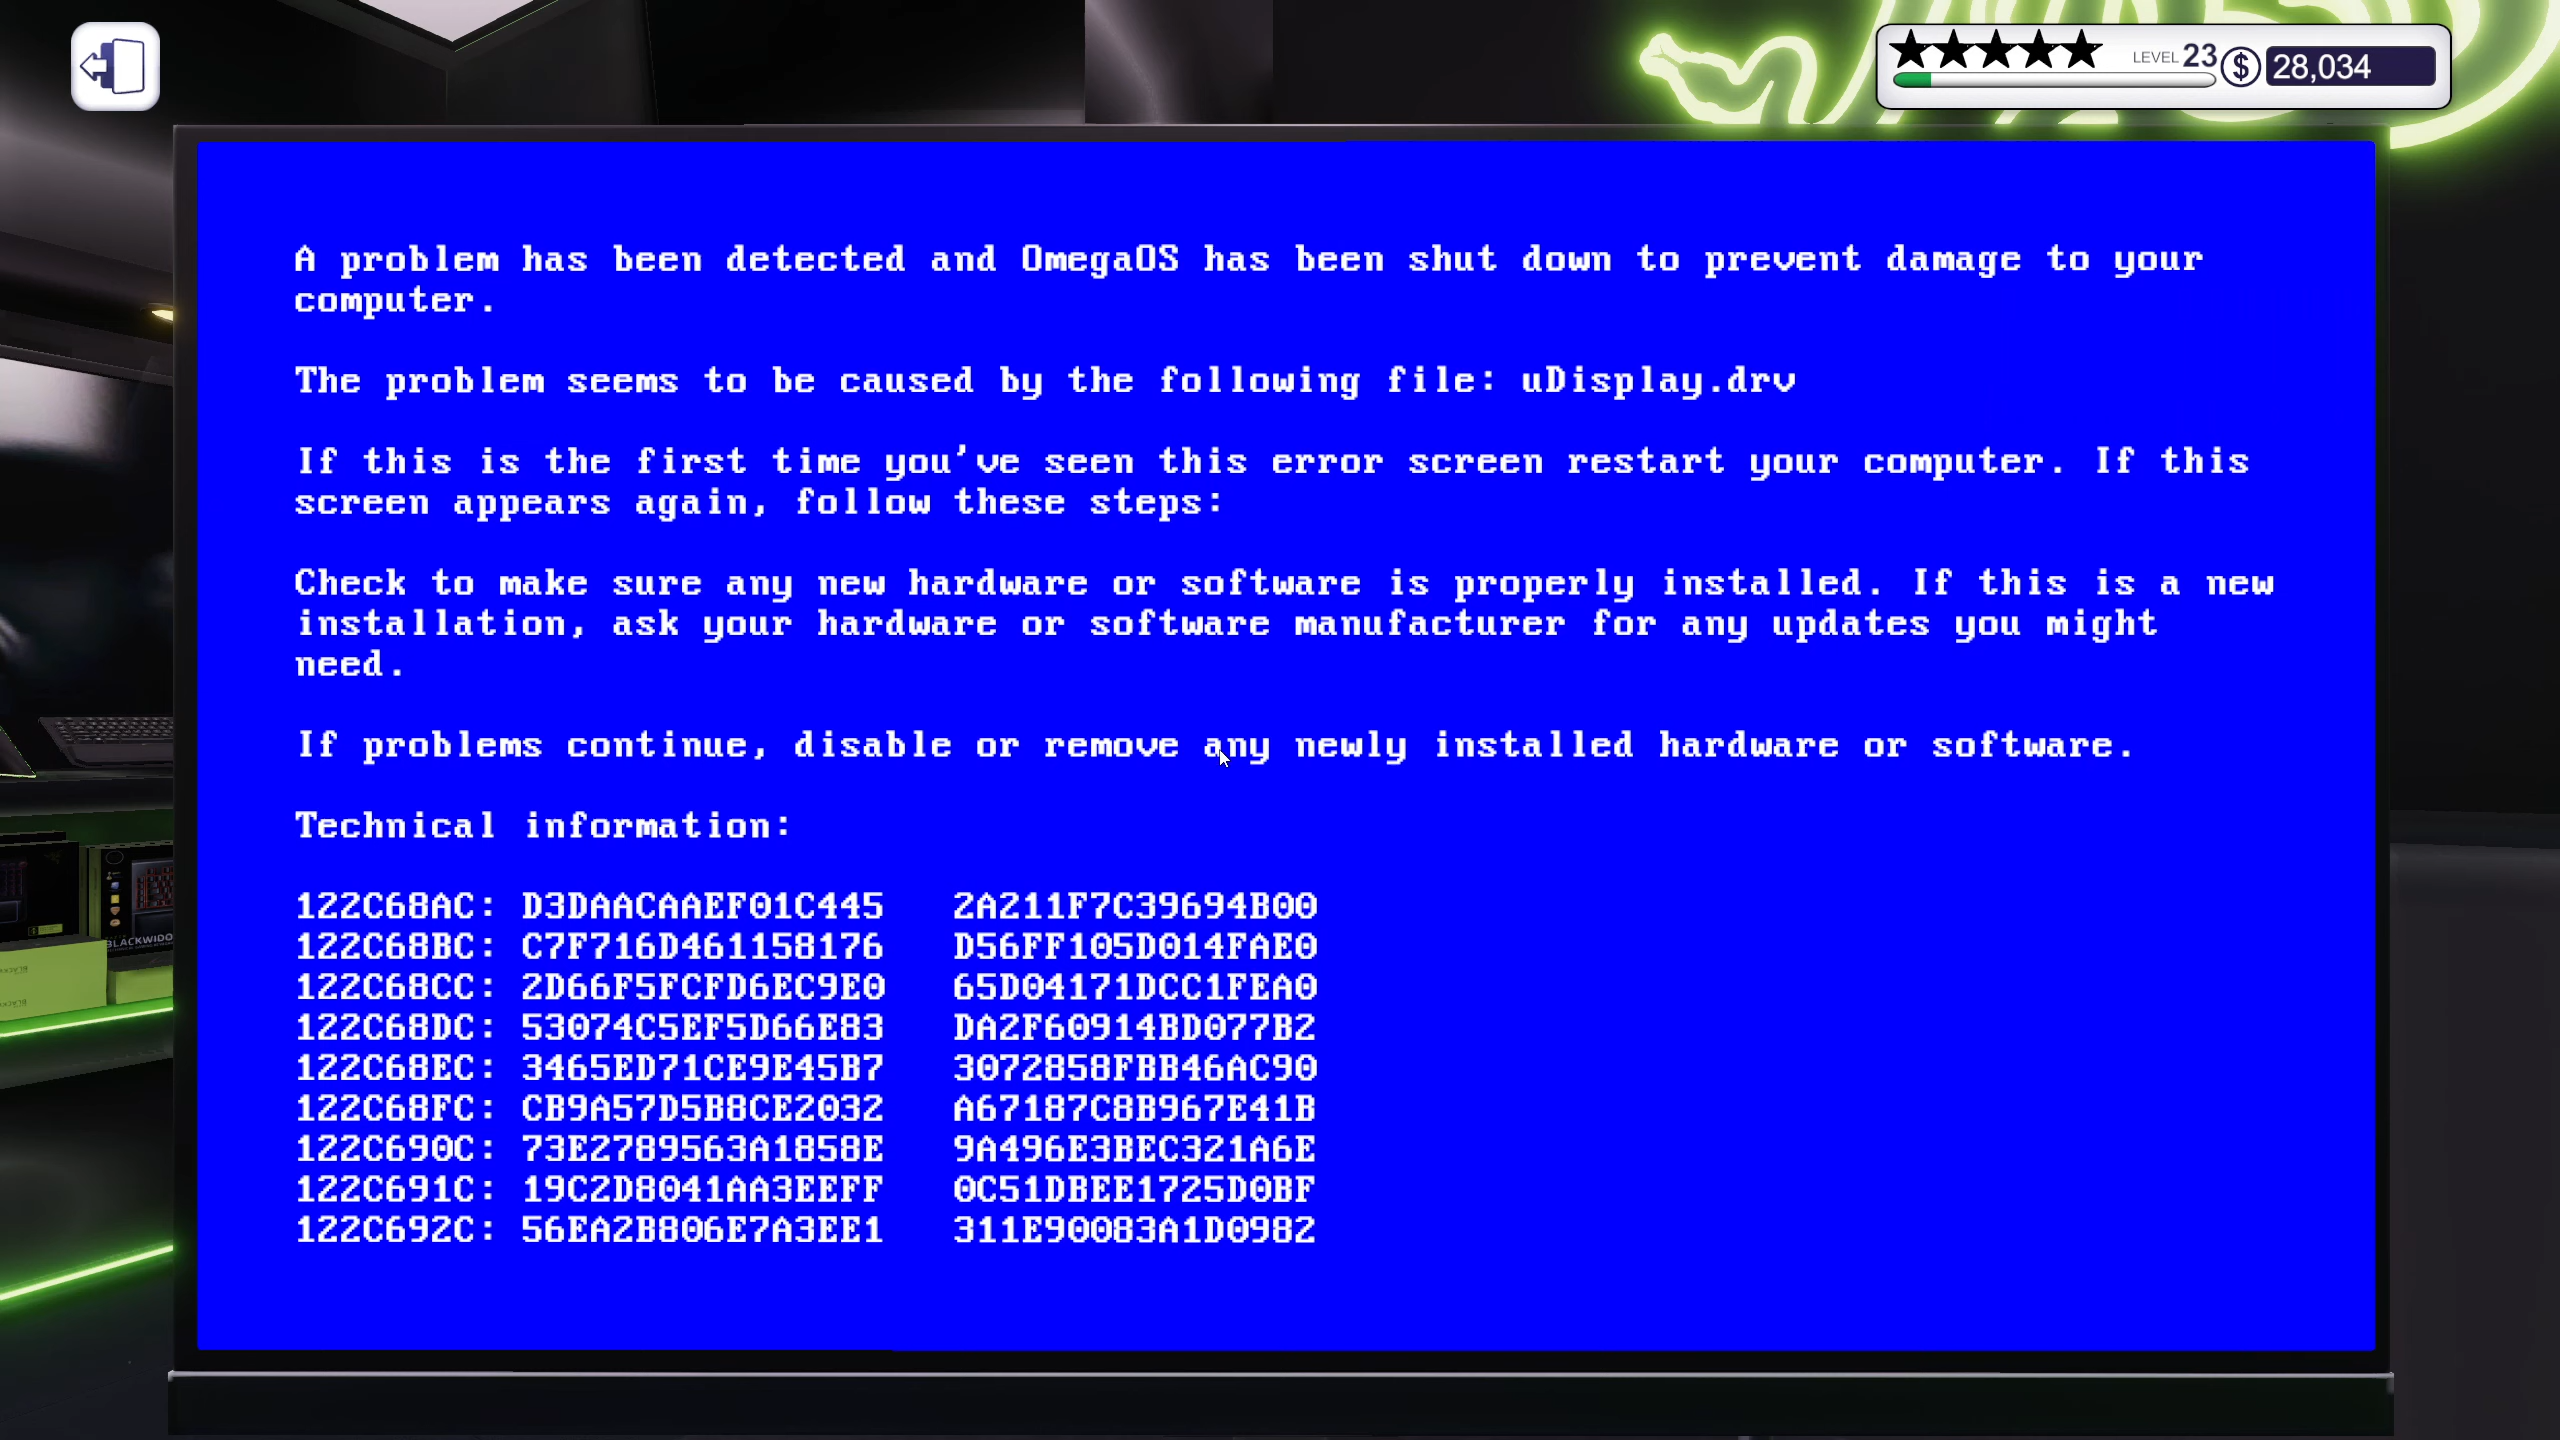 LEVEL 23 $ 28,034
A problem has been detected and OmegaOS has been shut down to prevent damage to your
computer.
The problem seems to be caused by the following file: uDisplay.drv
If this is the first time you've seen this error screen restart your computer. If this
screen appears again, follow these steps:
Check to make sure any new hardware or software is properly installed. If this is a new
installation, ask your hardware or software manufacturer for any updates you might
need.
If problems continue, disable or remove any newly installed hardware or software.
Technical information:
122C68AC: D3DAACAAEF01C445 2A211F7C39694B00
122C68BC: C7F716D461158176 D56FF105D014FAE0
122C68CC: 2D66F5FCFD6EC9E0 65D04171DCC1FEA0
122C68DC: 53074C5EF5D66E83 DA2F60914BD077B2
122C68EC: 3465ED71CE9E45B7 3072858FBB46AC90
122C68FC: CB9A57D5B8CE2032 A67187C8B967E41B
122C690C: 73E2789563A1858E 9A496E3BEC321A6E
122C691C: 19C2D8041AA3EEFF 0C51DBEE1725D0BF
122C692C: 56EA2B806E7A3EE1 311E90083A1D0982
BLACKWIDO